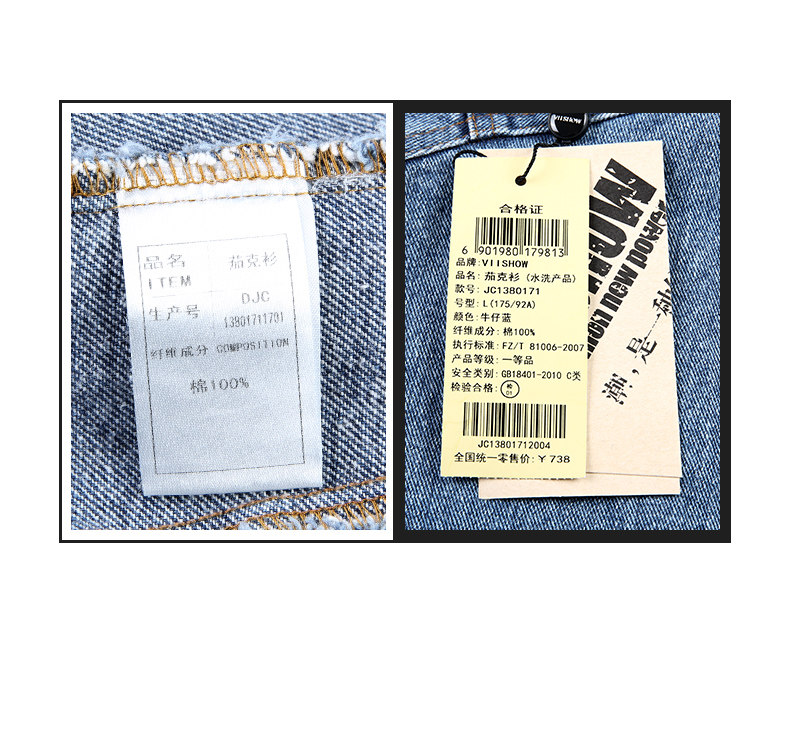 品名 茄克衫
ITEM
生产号 DJC
13801711701
纤维成分 COMPOSITION
棉100%
VIISHOW
合格证
6 901980 179813
品牌: VIISHOW
品名: 茄克衫 (水洗产品)
款号: JC1380171
号型: L(175/92A)
颜色: 牛仔蓝
纤维成分: 棉100%
执行标准: FZ/T 81006-2007
产品等级: 一等品
安全类别: GB18401-2010 C类
检验合格: 检 01
JC13801712004
全国统一零售价: ¥738
new power
潮，是一种